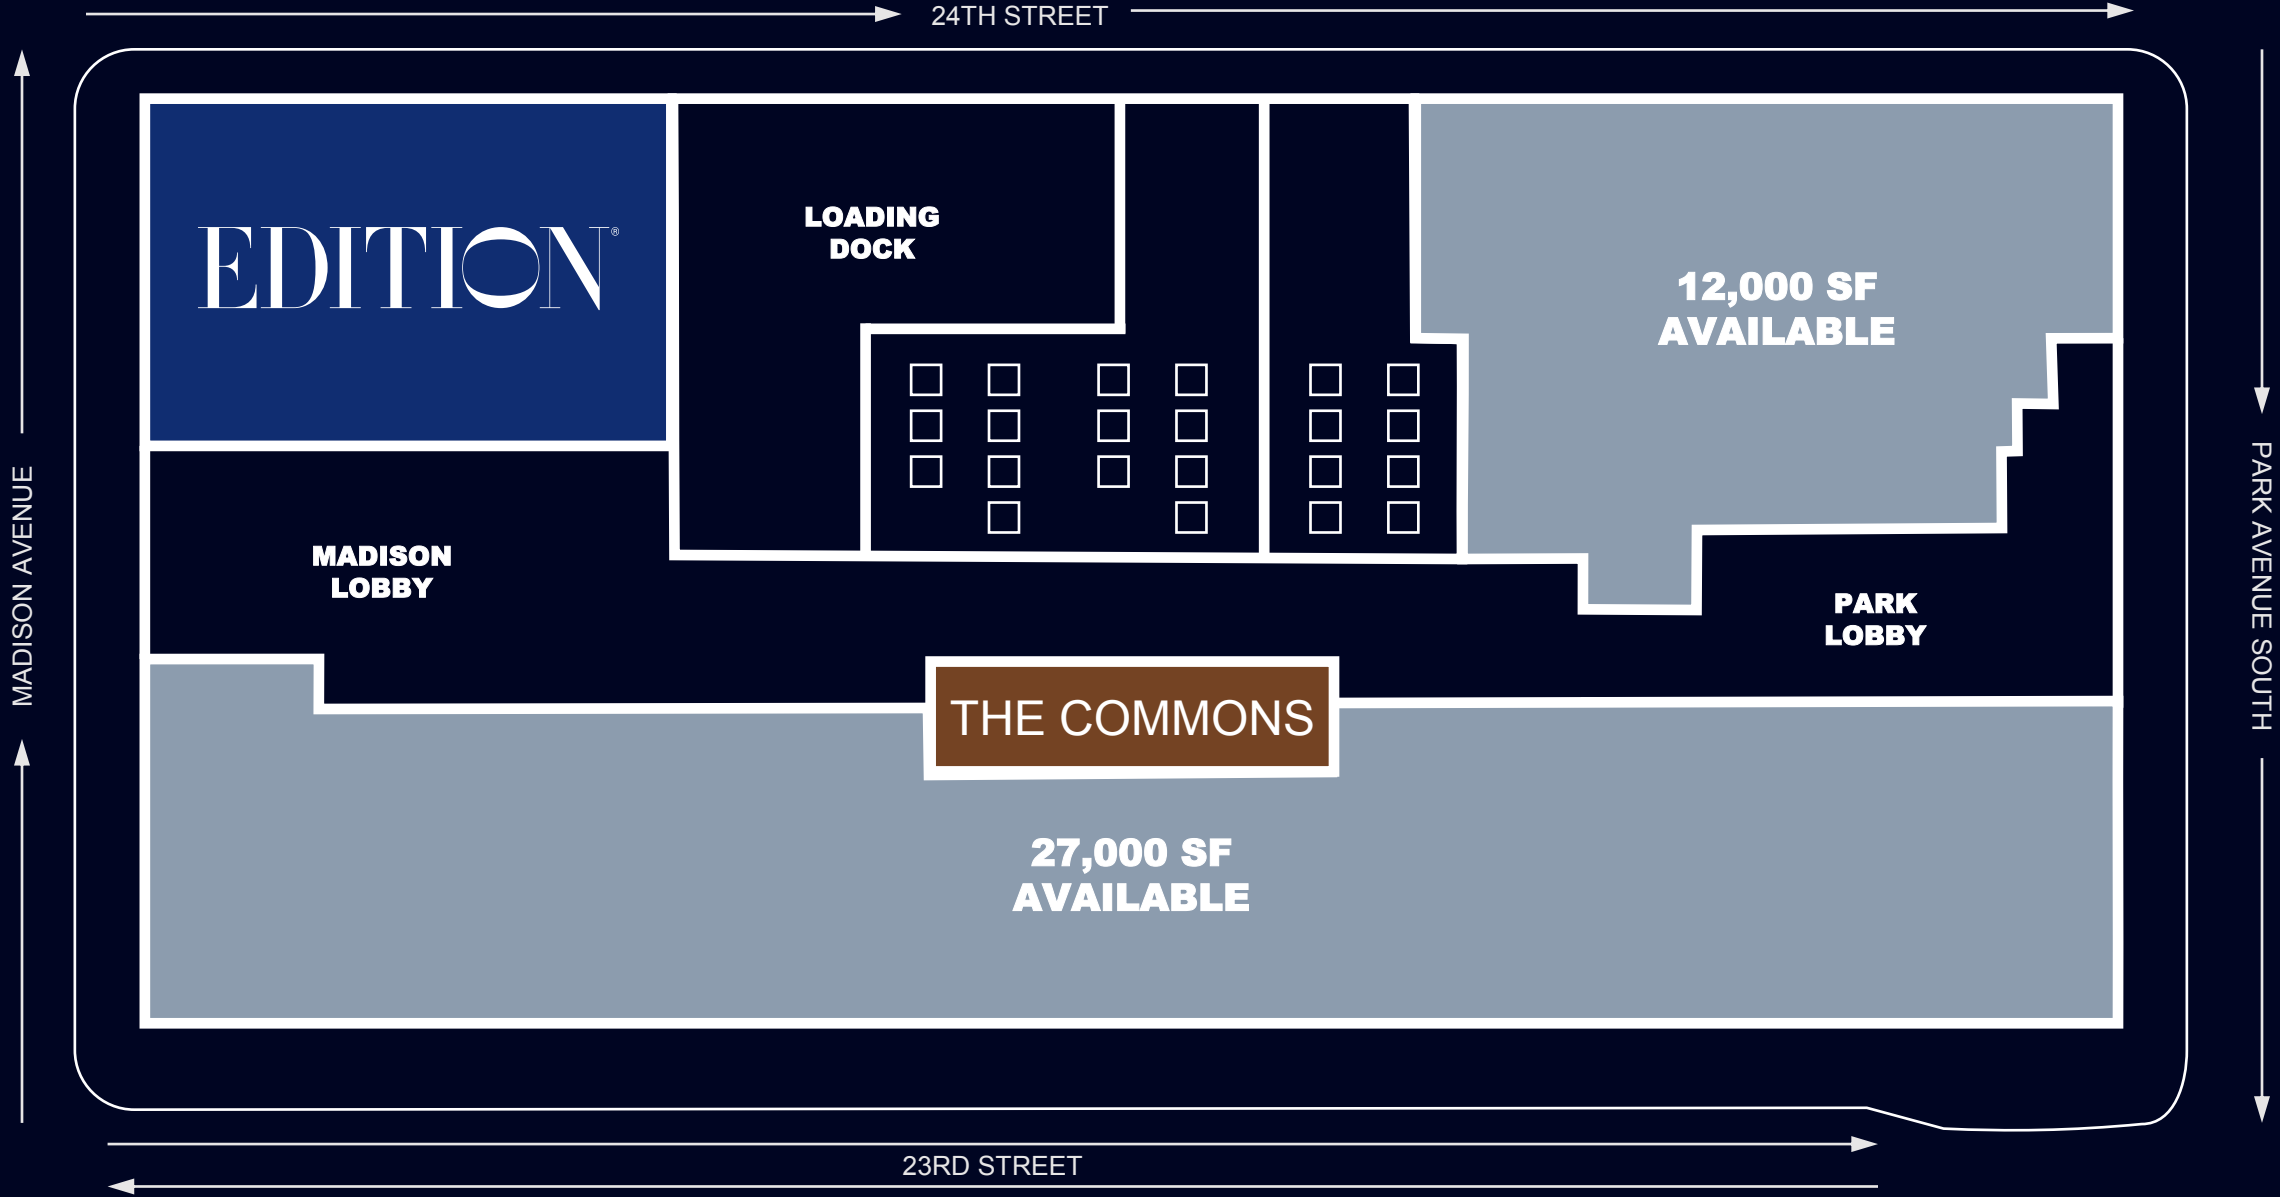 24TH STREET
EDITION®
LOADING
DOCK
12,000 SF
AVAILABLE
MADISON AVENUE
PARK AVENUE SOUTH
MADISON
LOBBY
PARK
LOBBY
THE COMMONS
27,000 SF
AVAILABLE
23RD STREET